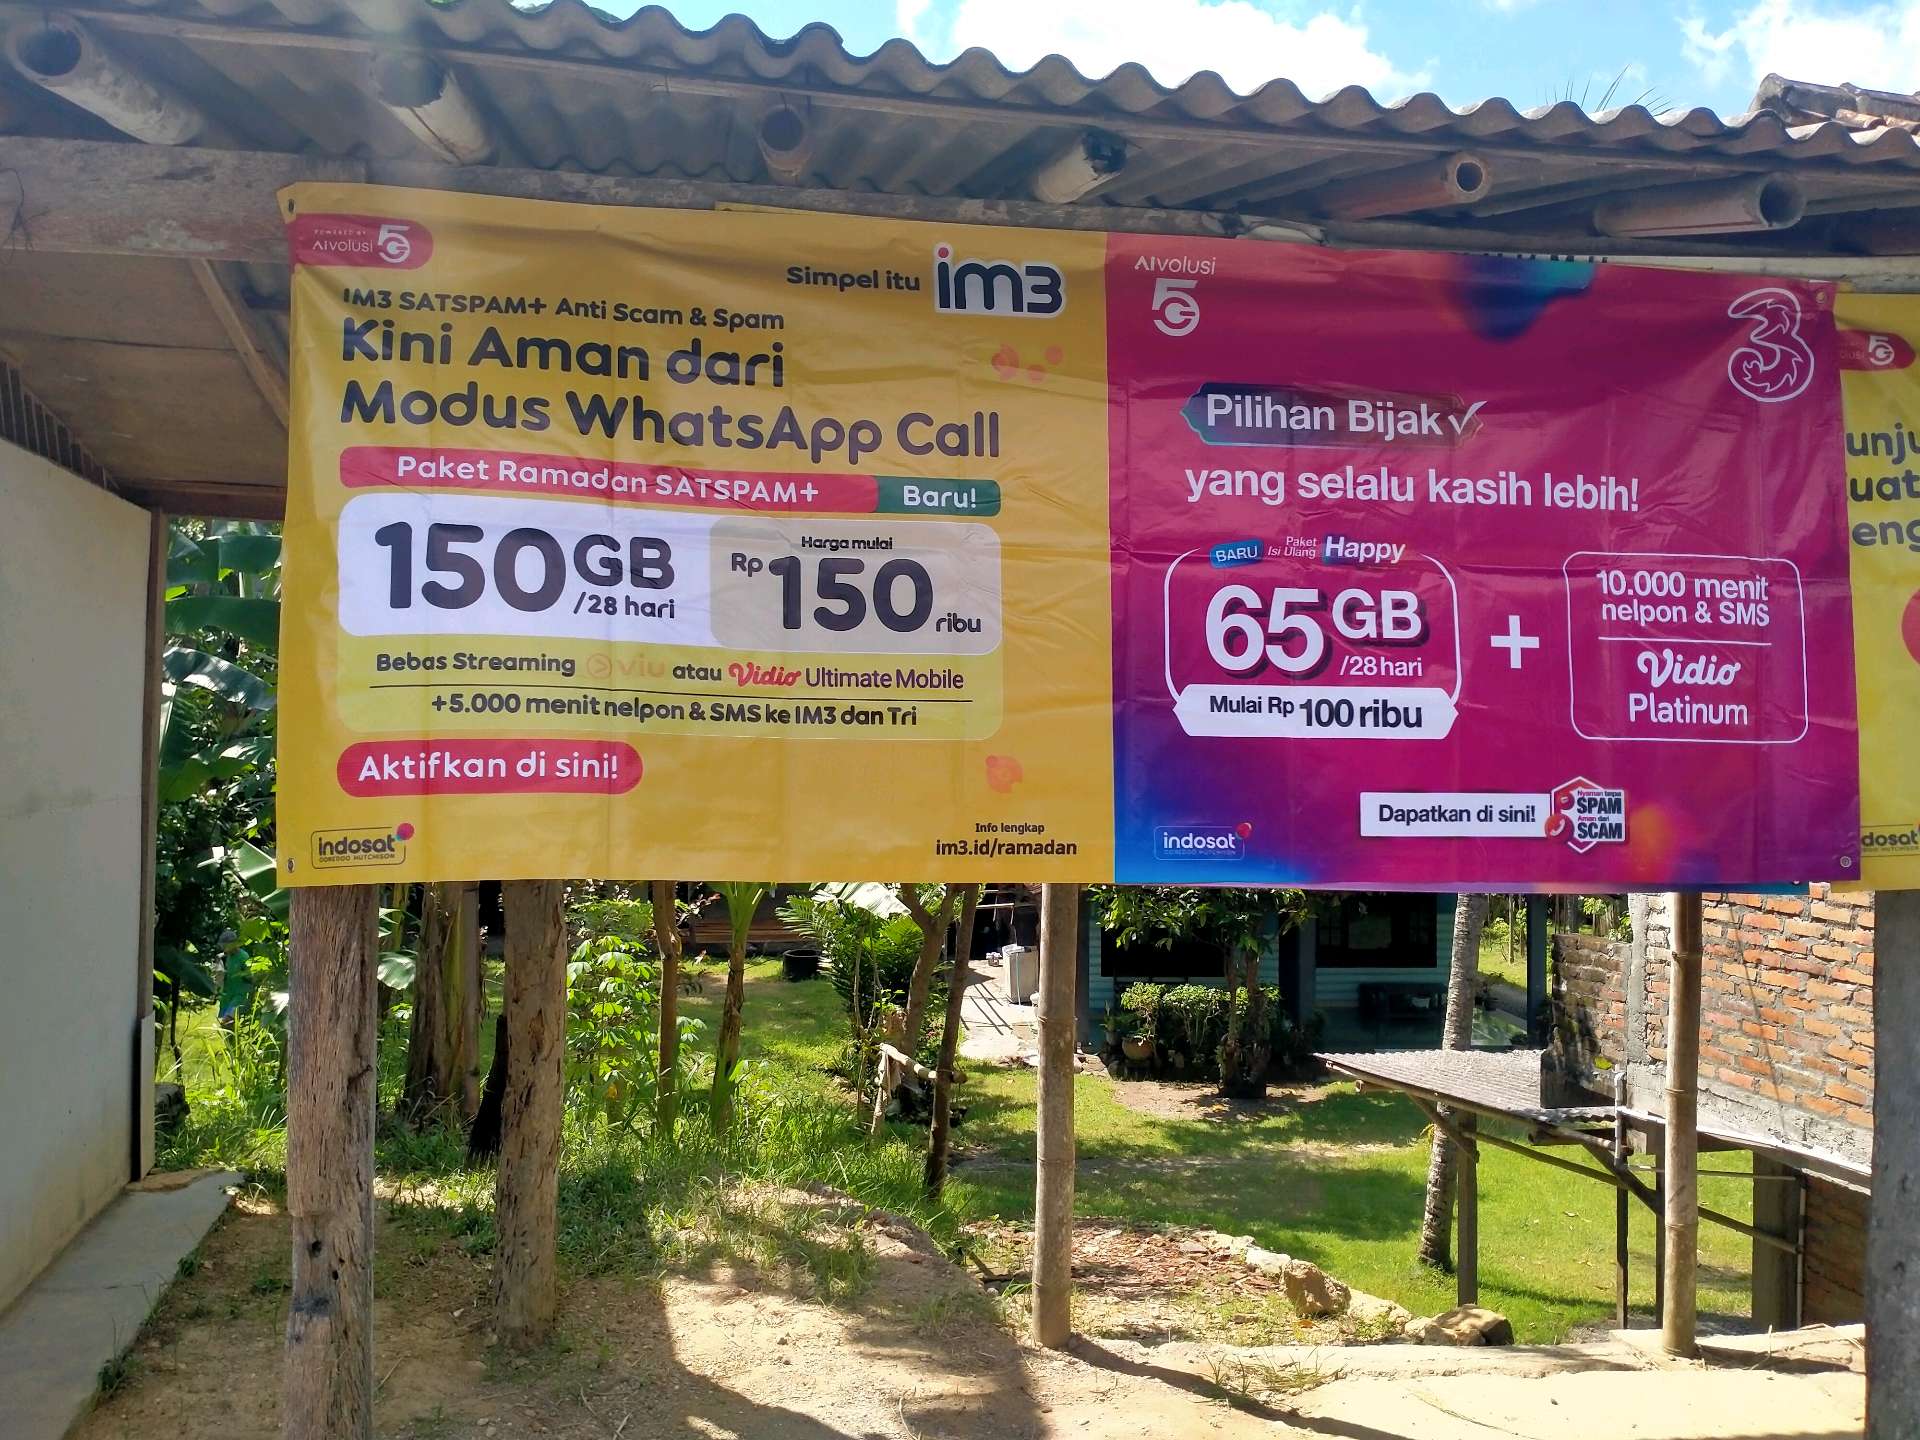 POWERED BY
AIVOLUSI 5G
Simpel itu im3
IM3 SATSPAM+ Anti Scam & Spam
Kini Aman dari
Modus WhatsApp Call
Paket Ramadan SATSPAM+ Baru!
150GB
/28 hari
Harga mulai
Rp 150 ribu
Bebas Streaming viu atau Vidio Ultimate Mobile
+5.000 menit nelpon & SMS ke IM3 dan Tri
Aktifkan di sini!
indosat
OOREDOO HUTCHISON
Info lengkap
im3.id/ramadan
AIVOLUSI
5G
3
Pilihan Bijak
yang selalu kasih lebih!
BARU Paket Isi Ulang Happy
65GB
/28 hari
Mulai Rp 100 ribu
+
10.000 menit
nelpon & SMS
Vidio
Platinum
Dapatkan di sini!
Nyaman tanpa
SPAM
Aman dari
SCAM
indosat
OOREDOO HUTCHISON
unju
uat
eng
dosat